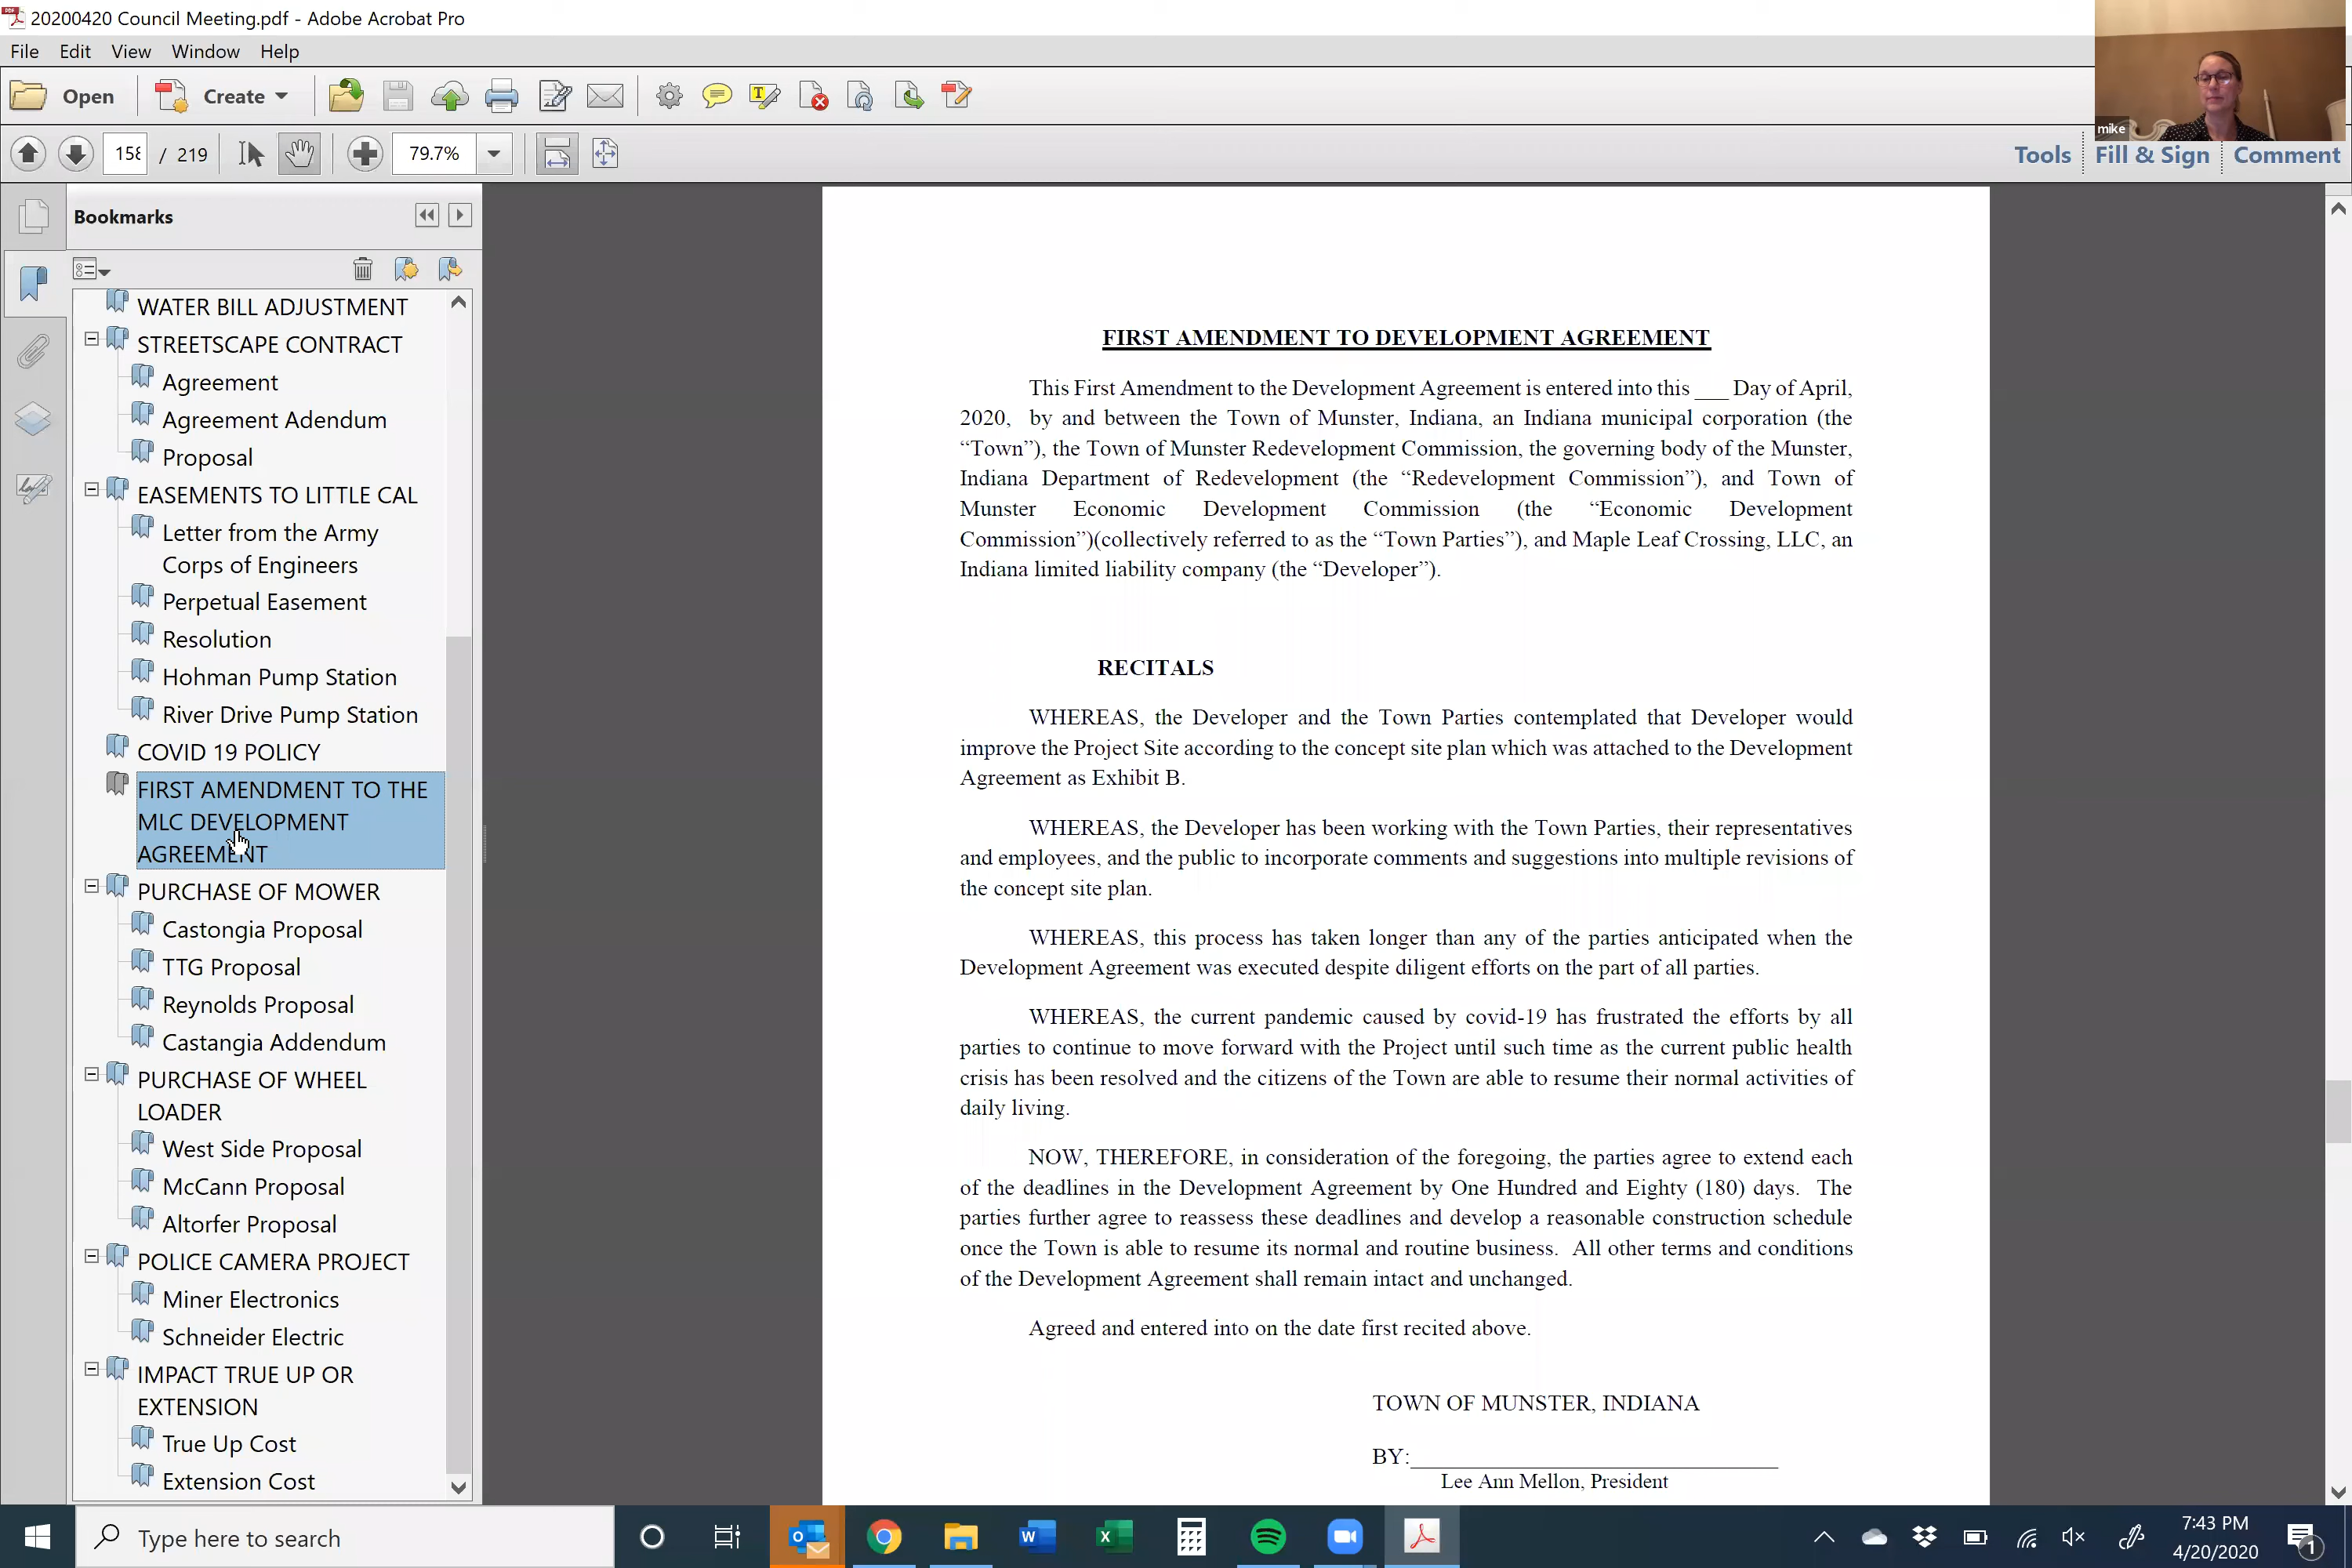 20200420 Council Meeting.pdf - Adobe Acrobat Pro
File Edit View Window Help
Open Create
158 / 219 79.7%
mike
Tools Fill & Sign Comment
Bookmarks
WATER BILL ADJUSTMENT
STREETSCAPE CONTRACT
Agreement
Agreement Adendum
Proposal
EASEMENTS TO LITTLE CAL
Letter from the Army
Corps of Engineers
Perpetual Easement
Resolution
Hohman Pump Station
River Drive Pump Station
COVID 19 POLICY
FIRST AMENDMENT TO THE
MLC DEVELOPMENT
AGREEMENT
PURCHASE OF MOWER
Castongia Proposal
TTG Proposal
Reynolds Proposal
Castangia Addendum
PURCHASE OF WHEEL
LOADER
West Side Proposal
McCann Proposal
Altorfer Proposal
POLICE CAMERA PROJECT
Miner Electronics
Schneider Electric
IMPACT TRUE UP OR
EXTENSION
True Up Cost
Extension Cost
FIRST AMENDMENT TO DEVELOPMENT AGREEMENT
This First Amendment to the Development Agreement is entered into this ___ Day of April,
2020, by and between the Town of Munster, Indiana, an Indiana municipal corporation (the
“Town”), the Town of Munster Redevelopment Commission, the governing body of the Munster,
Indiana Department of Redevelopment (the “Redevelopment Commission”), and Town of
Munster Economic Development Commission (the “Economic Development
Commission”)(collectively referred to as the “Town Parties”), and Maple Leaf Crossing, LLC, an
Indiana limited liability company (the “Developer”).
RECITALS
WHEREAS, the Developer and the Town Parties contemplated that Developer would
improve the Project Site according to the concept site plan which was attached to the Development
Agreement as Exhibit B.
WHEREAS, the Developer has been working with the Town Parties, their representatives
and employees, and the public to incorporate comments and suggestions into multiple revisions of
the concept site plan.
WHEREAS, this process has taken longer than any of the parties anticipated when the
Development Agreement was executed despite diligent efforts on the part of all parties.
WHEREAS, the current pandemic caused by covid-19 has frustrated the efforts by all
parties to continue to move forward with the Project until such time as the current public health
crisis has been resolved and the citizens of the Town are able to resume their normal activities of
daily living.
NOW, THEREFORE, in consideration of the foregoing, the parties agree to extend each
of the deadlines in the Development Agreement by One Hundred and Eighty (180) days. The
parties further agree to reassess these deadlines and develop a reasonable construction schedule
once the Town is able to resume its normal and routine business. All other terms and conditions
of the Development Agreement shall remain intact and unchanged.
Agreed and entered into on the date first recited above.
TOWN OF MUNSTER, INDIANA
BY:
Lee Ann Mellon, President
Type here to search
7:43 PM
4/20/2020
1